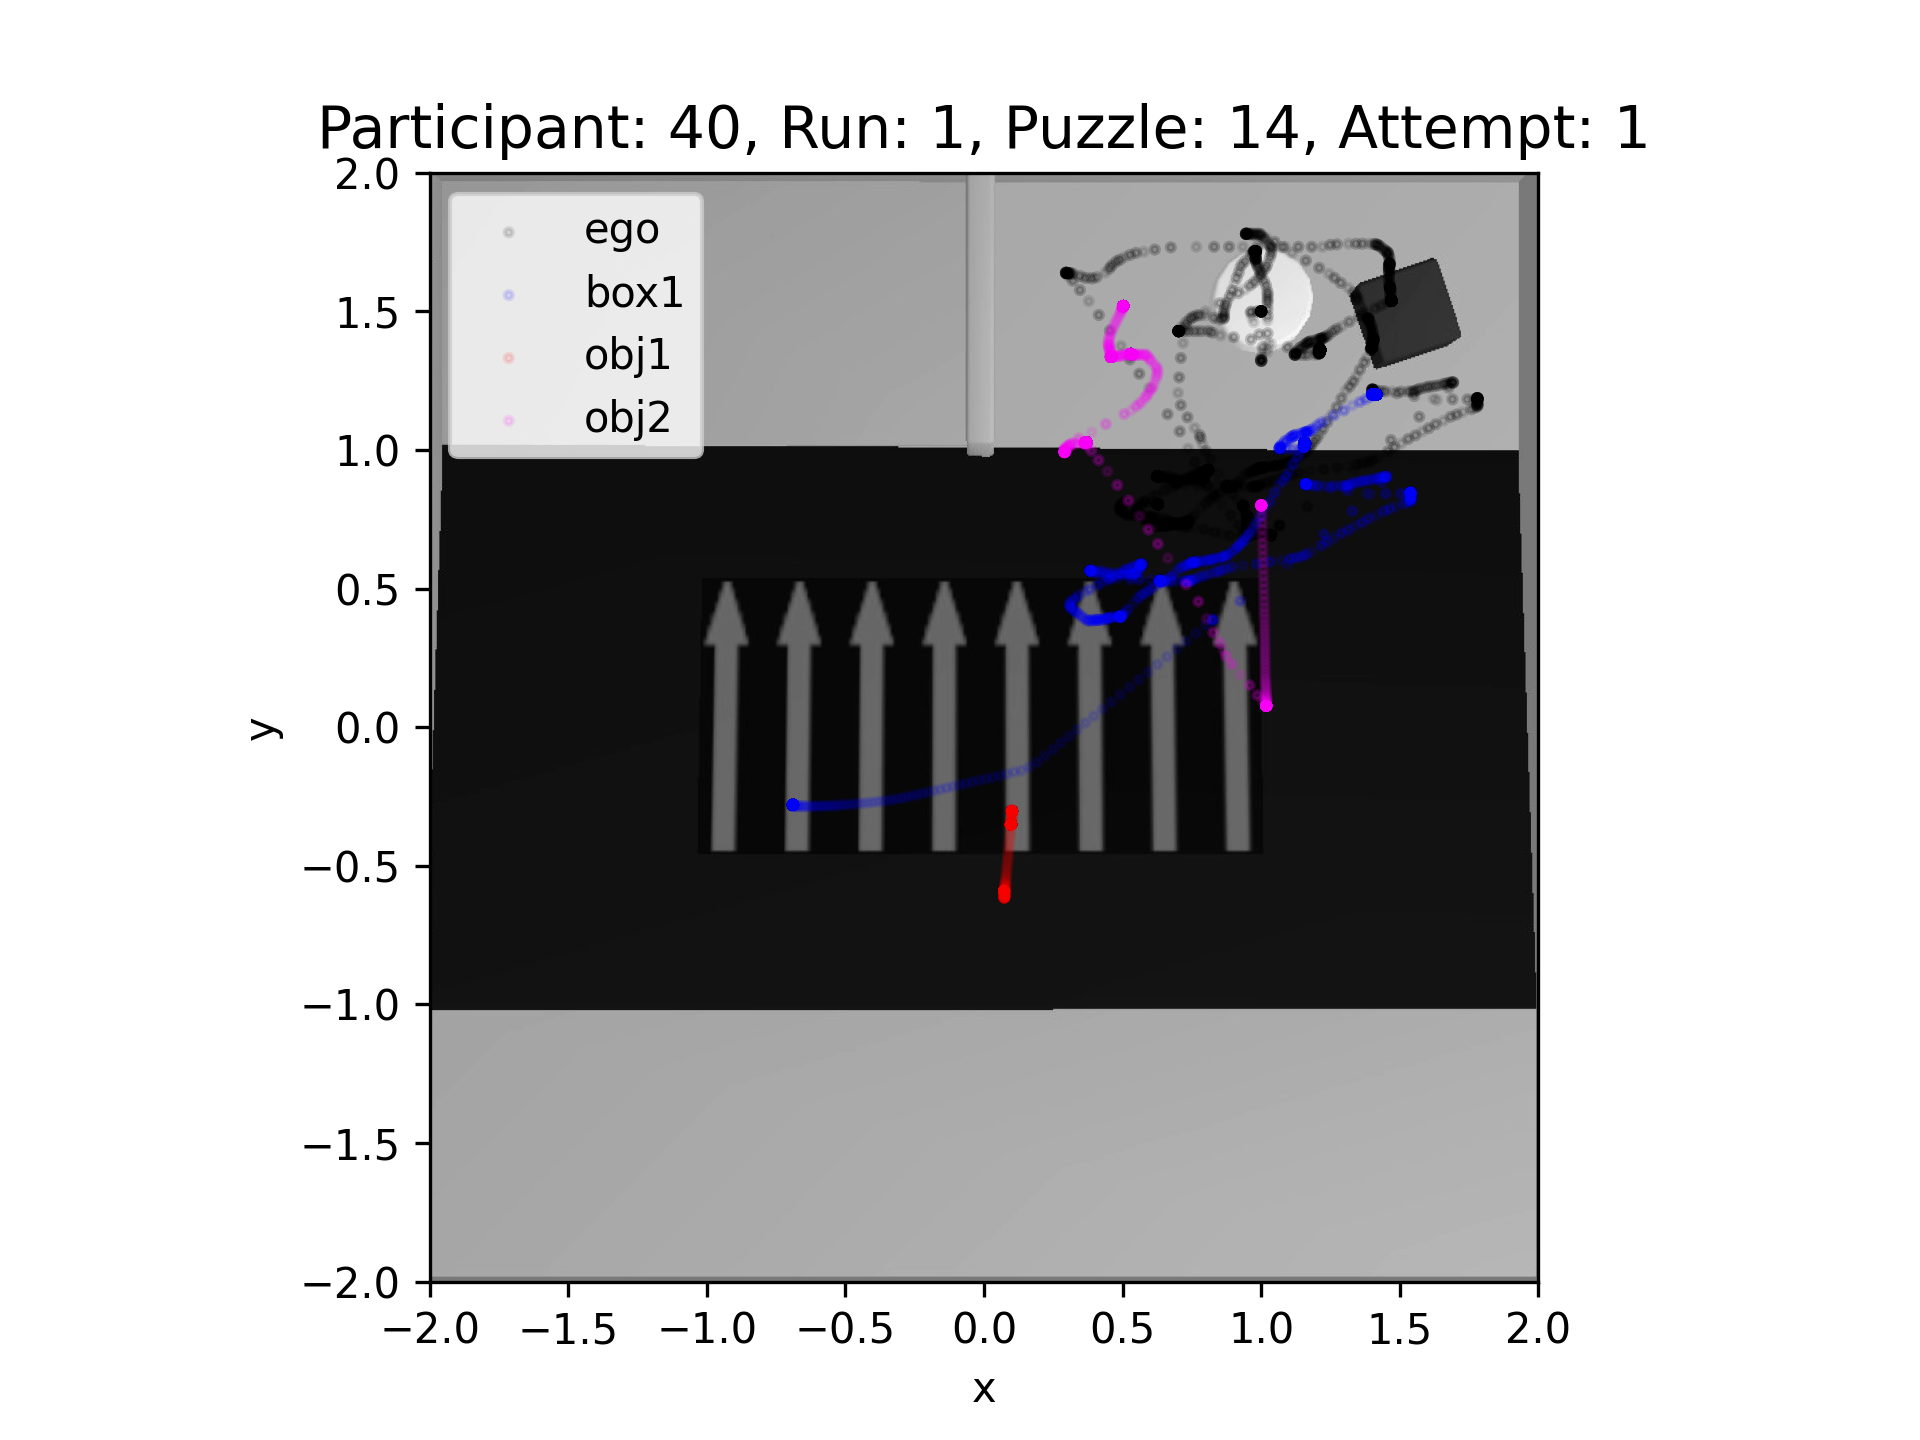 Participant: 40, Run: 1, Puzzle: 14, Attempt: 1
ego
box1
obj1
obj2
2.0
1.5
1.0
0.5
0.0
−0.5
−1.0
−1.5
−2.0
y
−2.0 −1.5 −1.0 −0.5 0.0 0.5 1.0 1.5 2.0
x